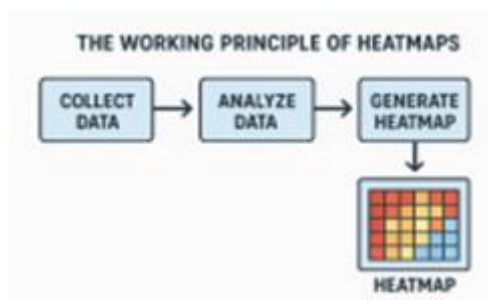 THE WORKING PRINCIPLE OF HEATMAPS
COLLECT
DATA
ANALYZE
DATA
GENERATE
HEATMAP
HEATMAP